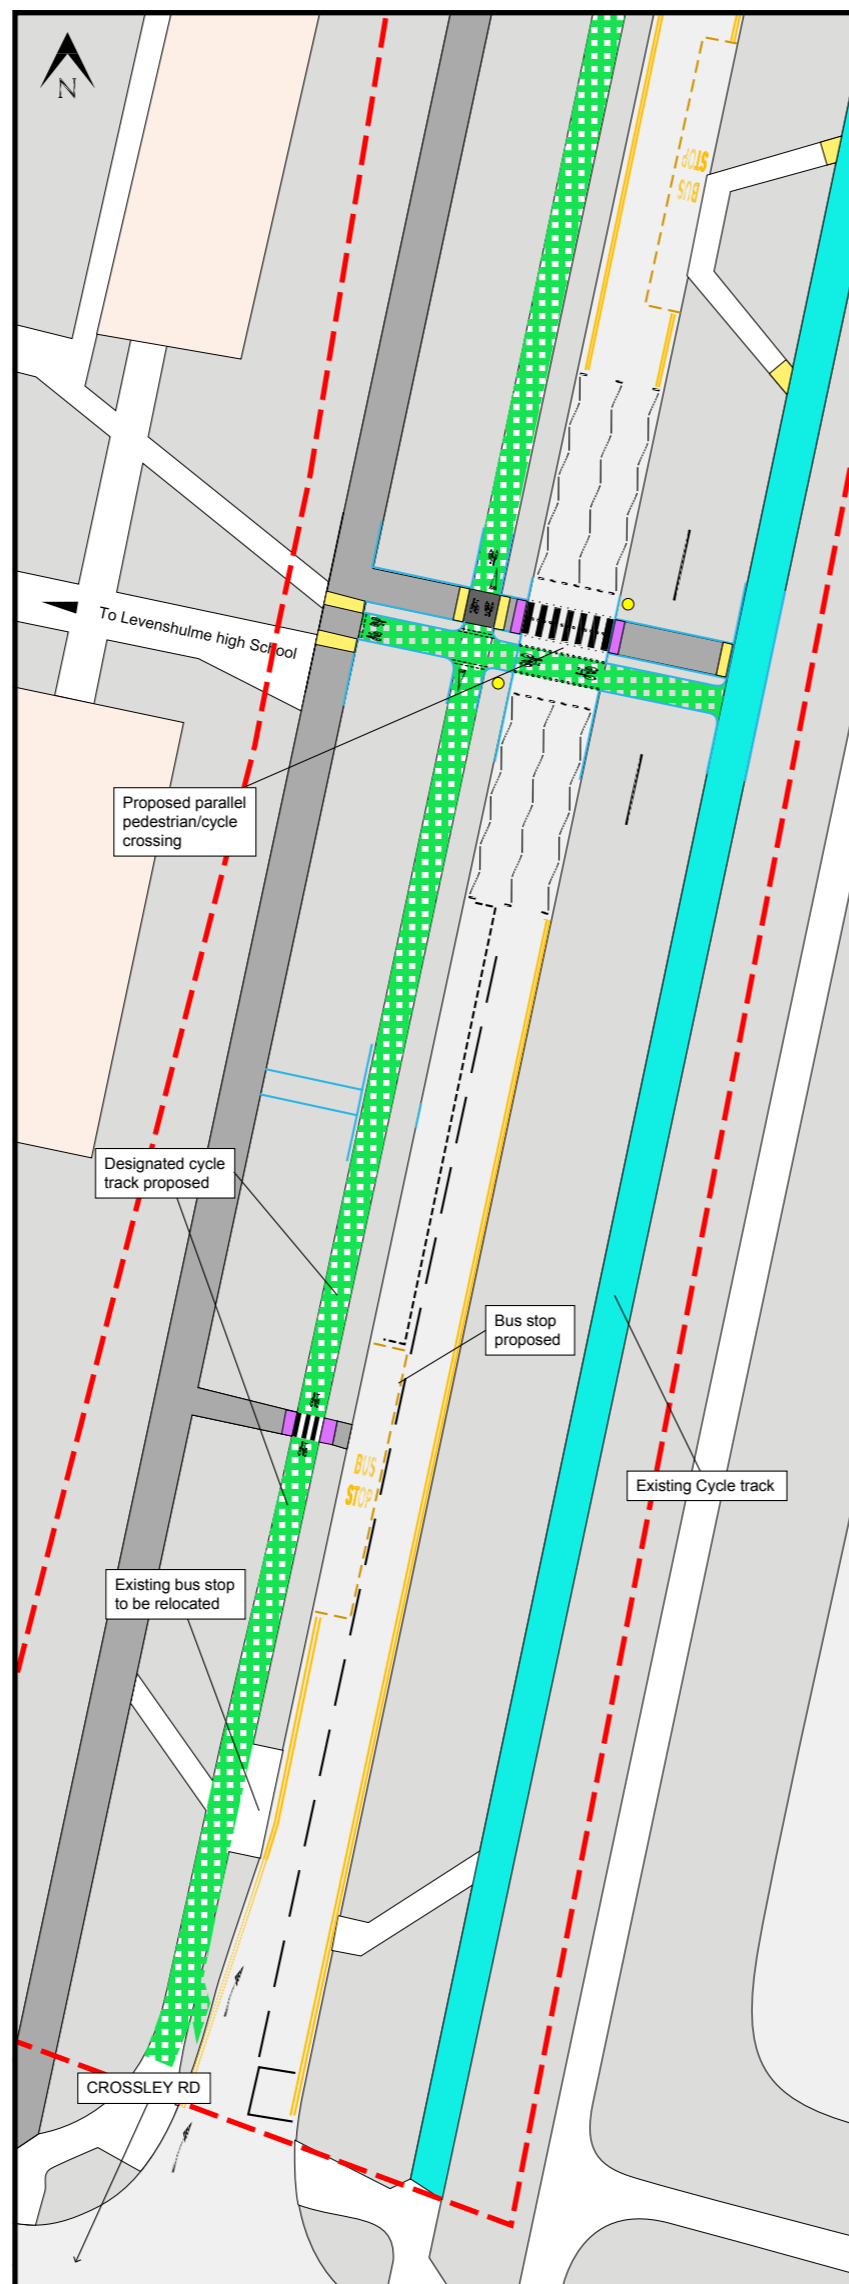 N
STOP
BUS
To Levenshulme high School
Proposed parallel
pedestrian/cycle
crossing
Designated cycle
track proposed
Bus stop
proposed
BUS
STOP
Existing Cycle track
Existing bus stop
to be relocated
CROSSLEY RD